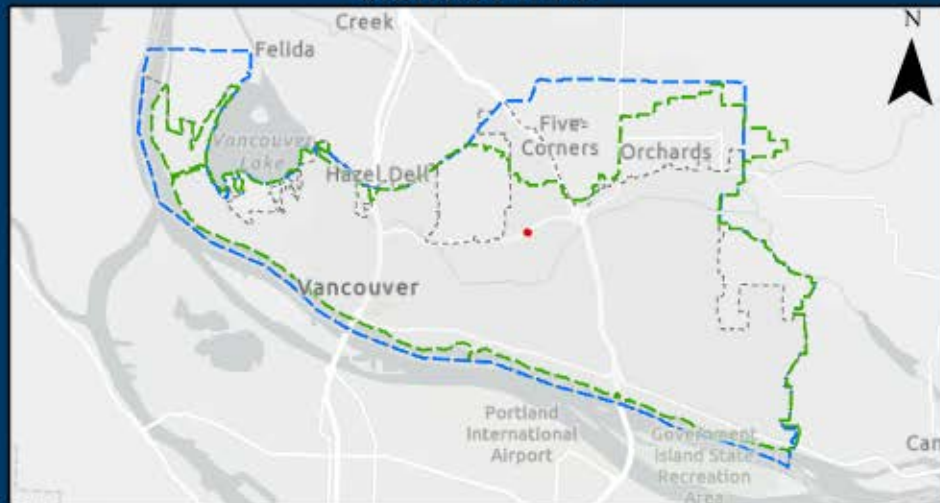 Creek
N
Felida
Vancouver
Lake
Five-
Corners
Orchards
Hazel Dell
Vancouver
Portland
International
Airport
Government
Island State
Recreation
Area
Cam